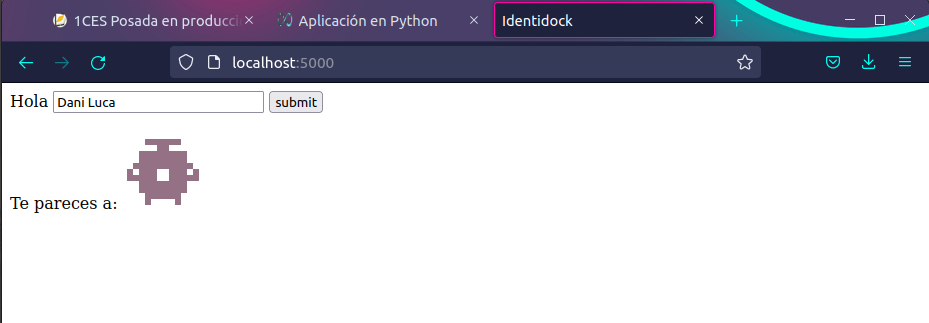 1CES Posada en producci
Aplicación en Python
Identidock
localhost:5000
Hola Dani Luca submit
Te pareces a: